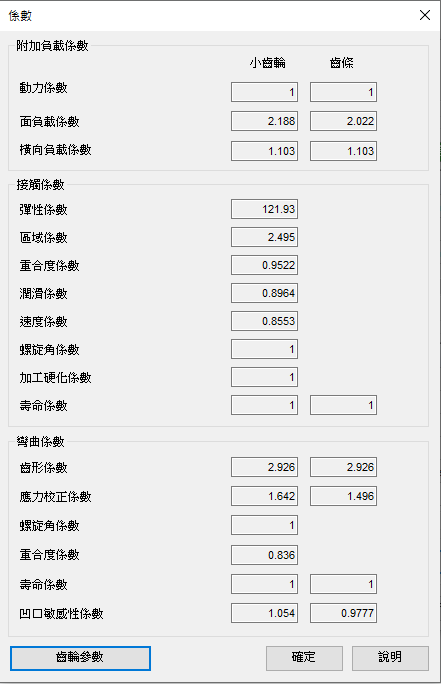 係數
附加負載係數
小齒輪 齒條
動力係數 1 1
面負載係數 2.188 2.022
橫向負載係數 1.103 1.103
接觸係數
彈性係數 121.93
區域係數 2.495
重合度係數 0.9522
潤滑係數 0.8964
速度係數 0.8553
螺旋角係數 1
加工硬化係數 1
壽命係數 1 1
彎曲係數
齒形係數 2.926 2.926
應力校正係數 1.642 1.496
螺旋角係數 1
重合度係數 0.836
壽命係數 1 1
凹口敏感性係數 1.054 0.9777
齒輪參數 確定 說明